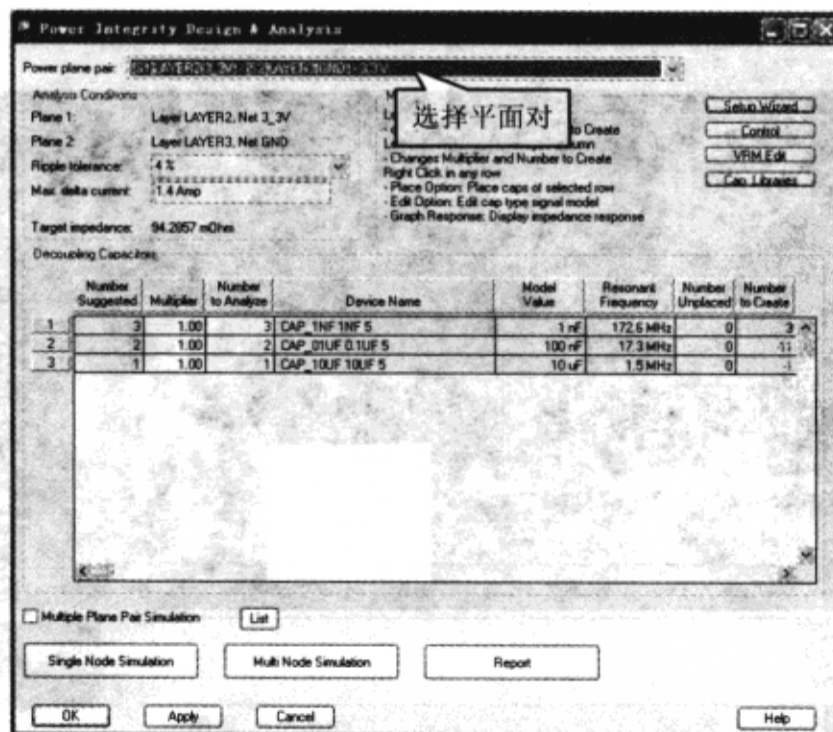 Power Integrity Design & Analysis
Power plane pair:
选择平面对
Analysis Conditions
Plane 1: Layer LAYER2, Net 3_3V
Plane 2: Layer LAYER3, Net GND
Ripple tolerance: 4 %
Max. delta current: 1.4 Amp
Target impedance: 94.2857 mOhm
to Create
- Changes Multiplier and Number to Create
Right Click in any row
- Place Option: Place caps of selected row
- Edit Option: Edit cap type signal model
- Graph Response: Display impedance response
Setup Wizard
Control
VRM Edit
Cap Libraries
Decoupling Capacitors
Number Suggested Multiplier Number to Analyze Device Name Model Value Resonant Frequency Number Unplaced Number to Create
1 3 1.00 3 CAP_1NF 1NF 5 1 nF 172.6 MHz 0 3
2 2 1.00 2 CAP_01UF 0.1UF 5 100 nF 17.3 MHz 0 -11
3 1 1.00 1 CAP_10UF 10UF 5 10 uF 1.5 MHz 0 -1
Multiple Plane Pair Simulation List
Single Node Simulation Multi Node Simulation Report
OK Apply Cancel Help